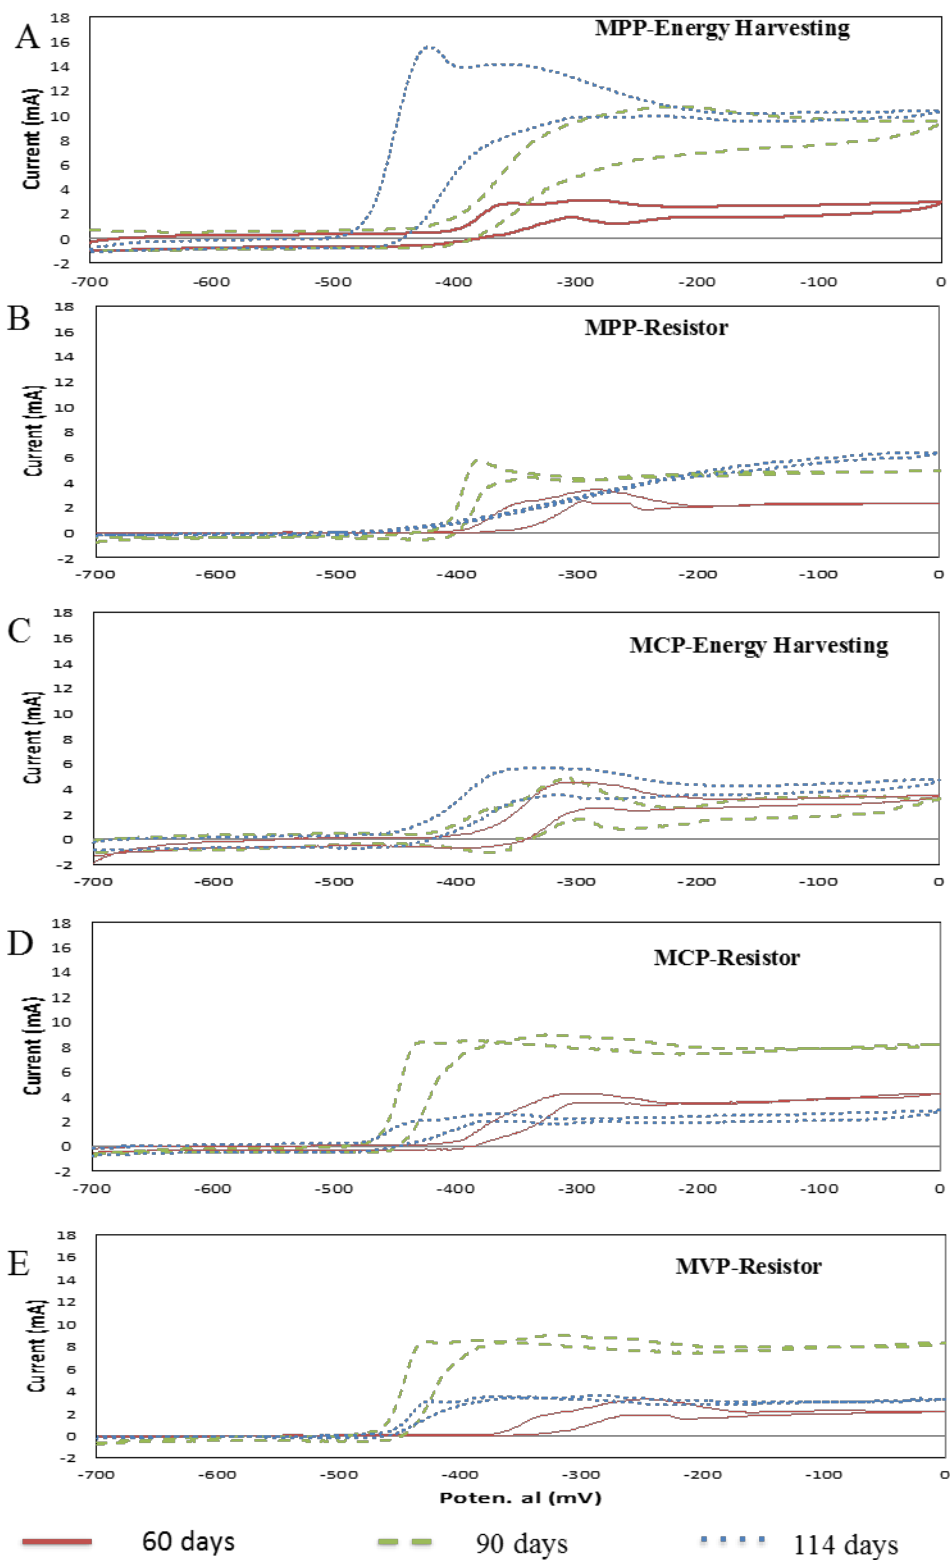 A
MPP-Energy Harvesting
Current (mA)
18
16
14
12
10
8
6
4
2
0
-2
-700 -600 -500 -400 -300 -200 -100 0
B
MPP-Resistor
Current (mA)
18
16
14
12
10
8
6
4
2
0
-2
-700 -600 -500 -400 -300 -200 -100 0
C
MCP-Energy Harvesting
Current (mA)
18
16
14
12
10
8
6
4
2
0
-2
-700 -600 -500 -400 -300 -200 -100 0
D
MCP-Resistor
Current (mA)
18
16
14
12
10
8
6
4
2
0
-2
-700 -600 -500 -400 -300 -200 -100 0
E
MVP-Resistor
Current (mA)
18
16
14
12
10
8
6
4
2
0
-2
-700 -600 -500 -400 -300 -200 -100 0
Poten. al (mV)
60 days 90 days 114 days